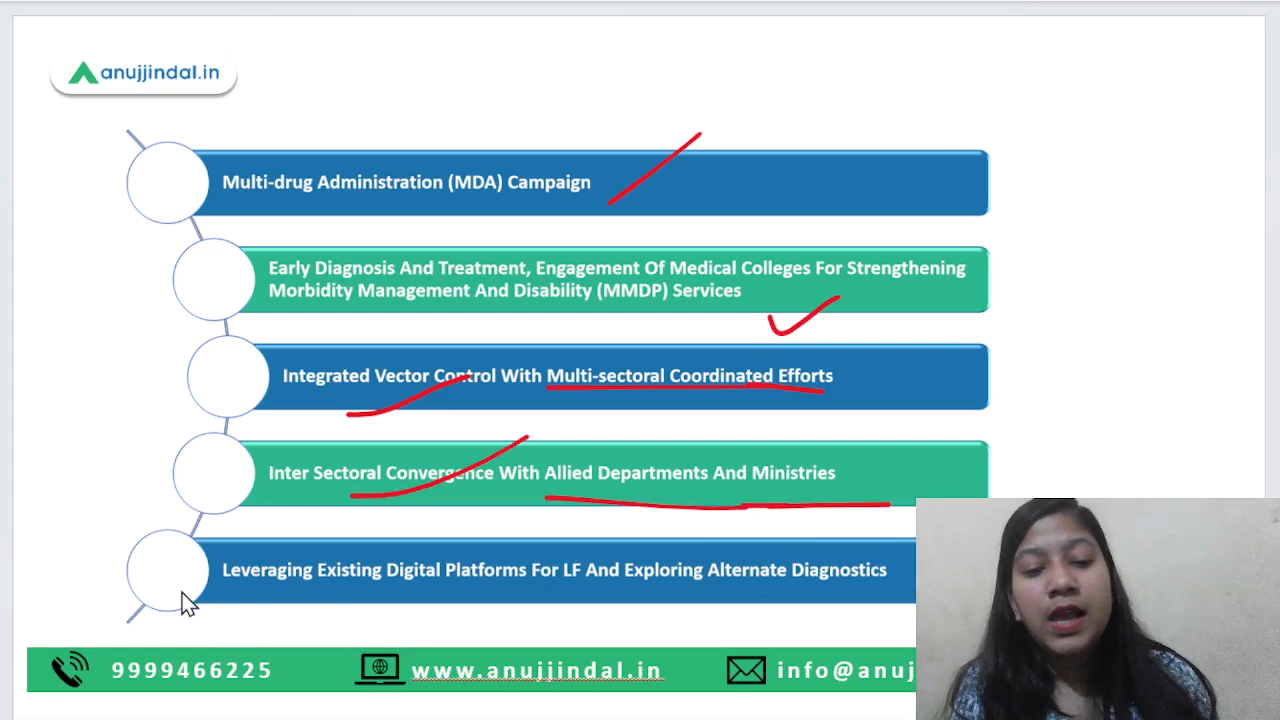 anujjindal.in
Multi-drug Administration (MDA) Campaign
Early Diagnosis And Treatment, Engagement Of Medical Colleges For Strengthening
Morbidity Management And Disability (MMDP) Services
Integrated Vector Control With Multi-sectoral Coordinated Efforts
Inter Sectoral Convergence With Allied Departments And Ministries
Leveraging Existing Digital Platforms For LF And Exploring Alternate Diagnostics
9999466225
www.anujjindal.in
info@anuj